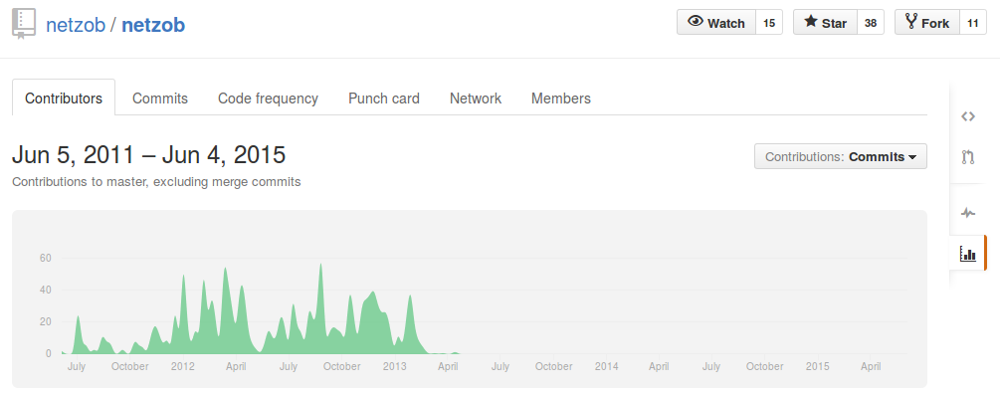 netzob / netzob Watch 15 Star 38 Fork 11
Contributors Commits Code frequency Punch card Network Members
Jun 5, 2011 – Jun 4, 2015
Contributions: Commits
Contributions to master, excluding merge commits
60
40
20
0
July October 2012 April July October 2013 April July October 2014 April July October 2015 April